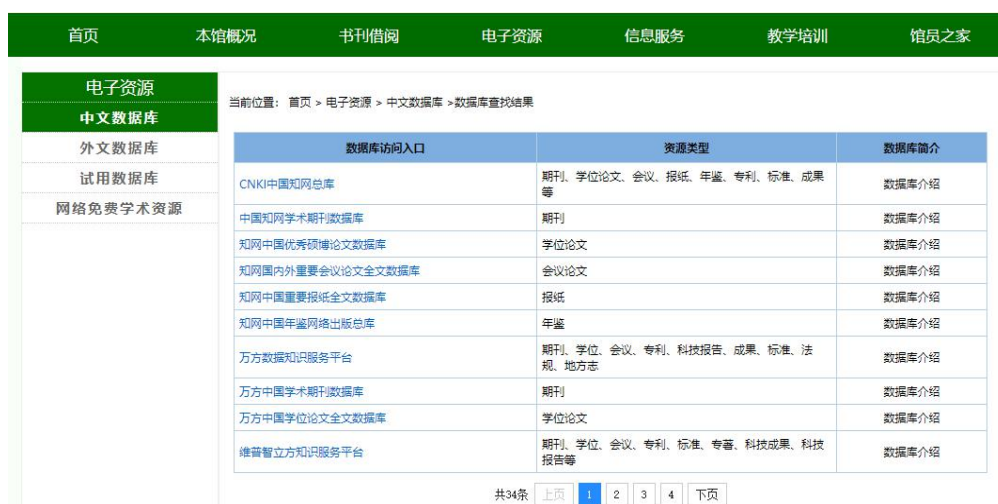 首页 本馆概况 书刊借阅 电子资源 信息服务 教学培训 馆员之家
电子资源
中文数据库
外文数据库
试用数据库
网络免费学术资源
当前位置： 首页 > 电子资源 > 中文数据库 >数据库查找结果
数据库访问入口 资源类型 数据库简介
CNKI中国知网总库 期刊、学位论文、会议、报纸、年鉴、专利、标准、成果
等 数据库介绍
中国知网学术期刊数据库 期刊 数据库介绍
知网中国优秀硕博论文数据库 学位论文 数据库介绍
知网国内外重要会议论文全文数据库 会议论文 数据库介绍
知网中国重要报纸全文数据库 报纸 数据库介绍
知网中国年鉴网络出版总库 年鉴 数据库介绍
万方数据知识服务平台 期刊、学位、会议、专利、科技报告、成果、标准、法
规、地方志 数据库介绍
万方中国学术期刊数据库 期刊 数据库介绍
万方中国学位论文全文数据库 学位论文 数据库介绍
维普智立方知识服务平台 期刊、学位、会议、专利、标准、专著、科技成果、科技
报告等 数据库介绍
共34条 上页 1 2 3 4 下页